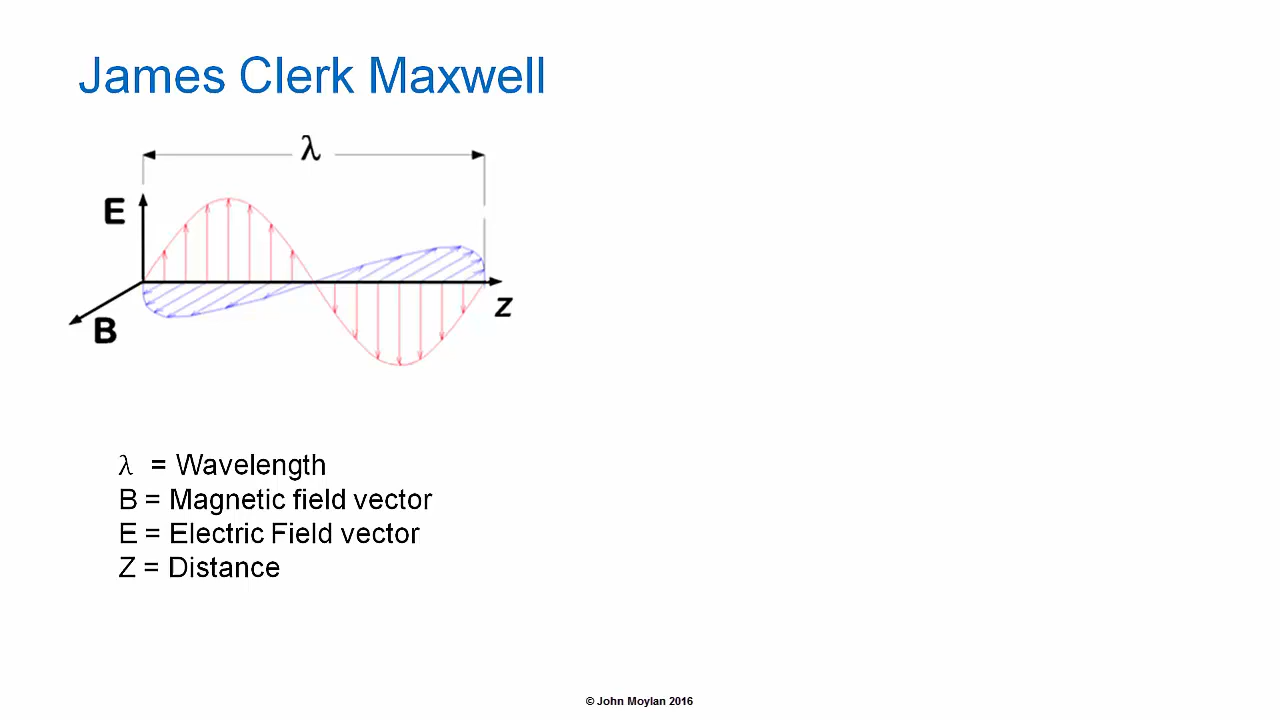 James Clerk Maxwell
λ
E
B
Z
λ = Wavelength
B = Magnetic field vector
E = Electric Field vector
Z = Distance
© John Moylan 2016